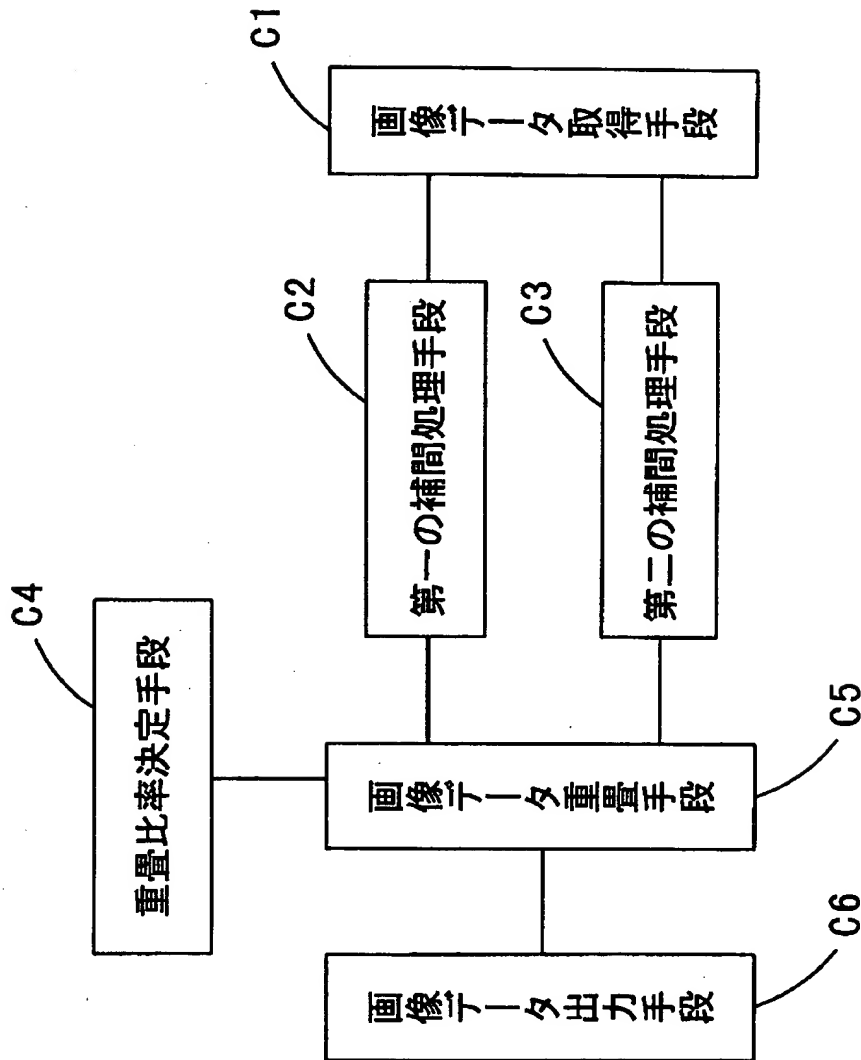 C1
画像データ取得手段
C2
第一の補間処理手段
C3
第二の補間処理手段
C4
重畳比率決定手段
C5
画像データ重畳手段
C6
画像データ出力手段